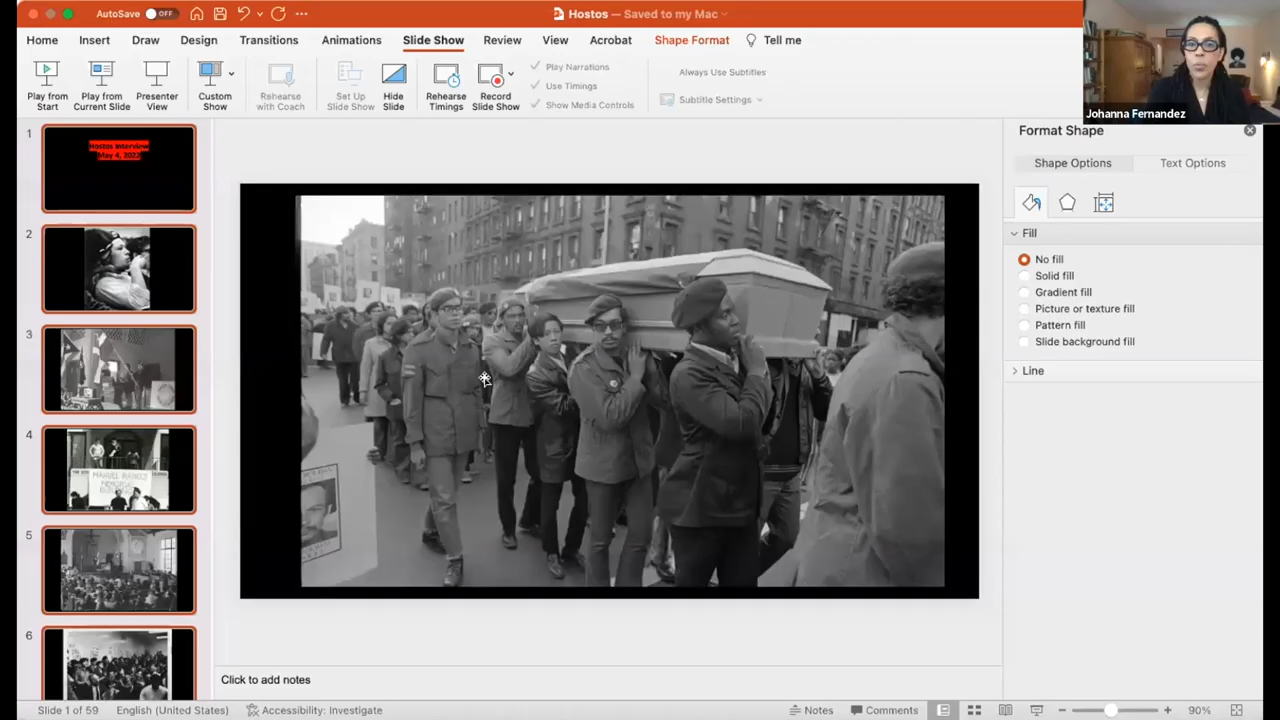 AutoSave OFF
Hostos — Saved to my Mac
Home Insert Draw Design Transitions Animations Slide Show Review View Acrobat Shape Format Tell me
Play from Start
Play from Current Slide
Presenter View
Custom Show
Rehearse with Coach
Set Up Slide Show
Hide Slide
Rehearse Timings
Record Slide Show
Play Narrations
Use Timings
Show Media Controls
Always Use Subtitles
Subtitle Settings
Johanna Fernandez
Format Shape
Shape Options Text Options
Fill
No fill
Solid fill
Gradient fill
Picture or texture fill
Pattern fill
Slide background fill
Line
1
Hostos Interview
May 4, 2022
2
3
4
MANUEL RAMOS
MEMORIAL
5
6
Click to add notes
Slide 1 of 59 English (United States) Accessibility: Investigate Notes Comments 90%